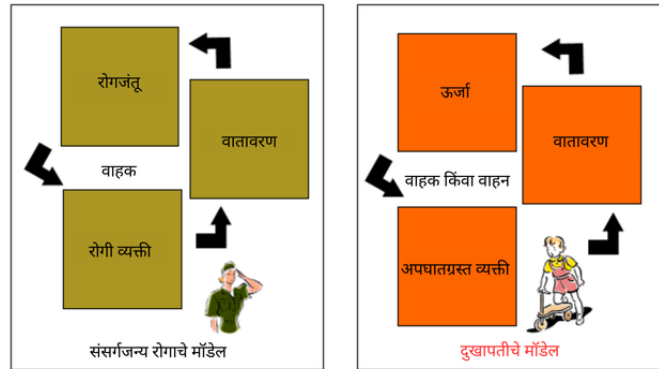 रोगजंतू
वातावरण
वाहक
रोगी व्यक्ती
संसर्गजन्य रोगाचे मॉडेल
ऊर्जा
वातावरण
वाहक किंवा वाहन
अपघातग्रस्त व्यक्ती
दुखापतीचे मॉडेल